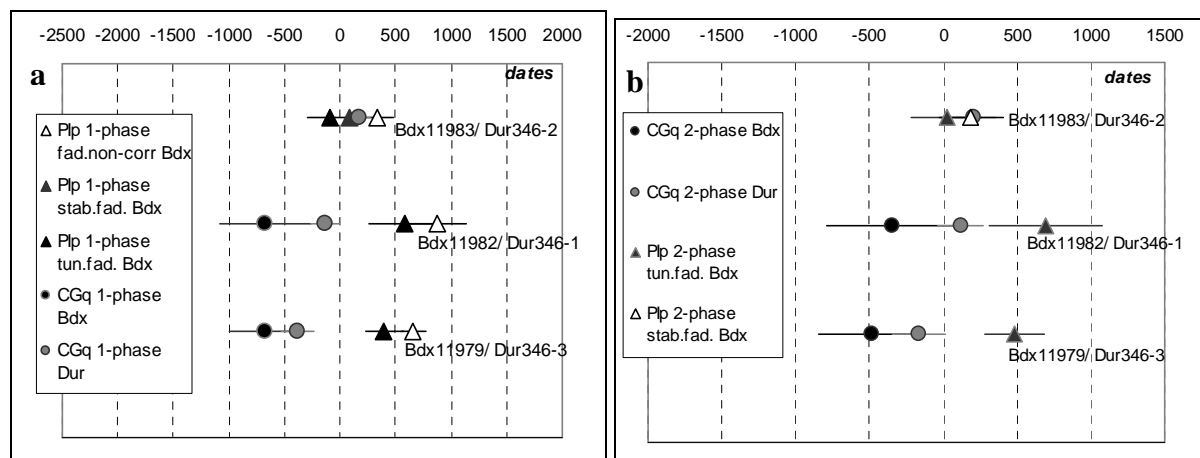 -2500 -2000 -1500 -1000 -500 0 500 1000 1500 2000
a
dates
Plp 1-phase
fad.non-corr Bdx
Plp 1-phase
stab.fad. Bdx
Plp 1-phase
tun.fad. Bdx
CGq 1-phase
Bdx
CGq 1-phase
Dur
Bdx11983/ Dur346-2
Bdx11982/ Dur346-1
Bdx11979/ Dur346-3
-2000 -1500 -1000 -500 0 500 1000 1500
b
dates
CGq 2-phase Bdx
CGq 2-phase Dur
Plp 2-phase
tun.fad. Bdx
Plp 2-phase
stab.fad. Bdx
Bdx11983/ Dur346-2
Bdx11982/ Dur346-1
Bdx11979/ Dur346-3